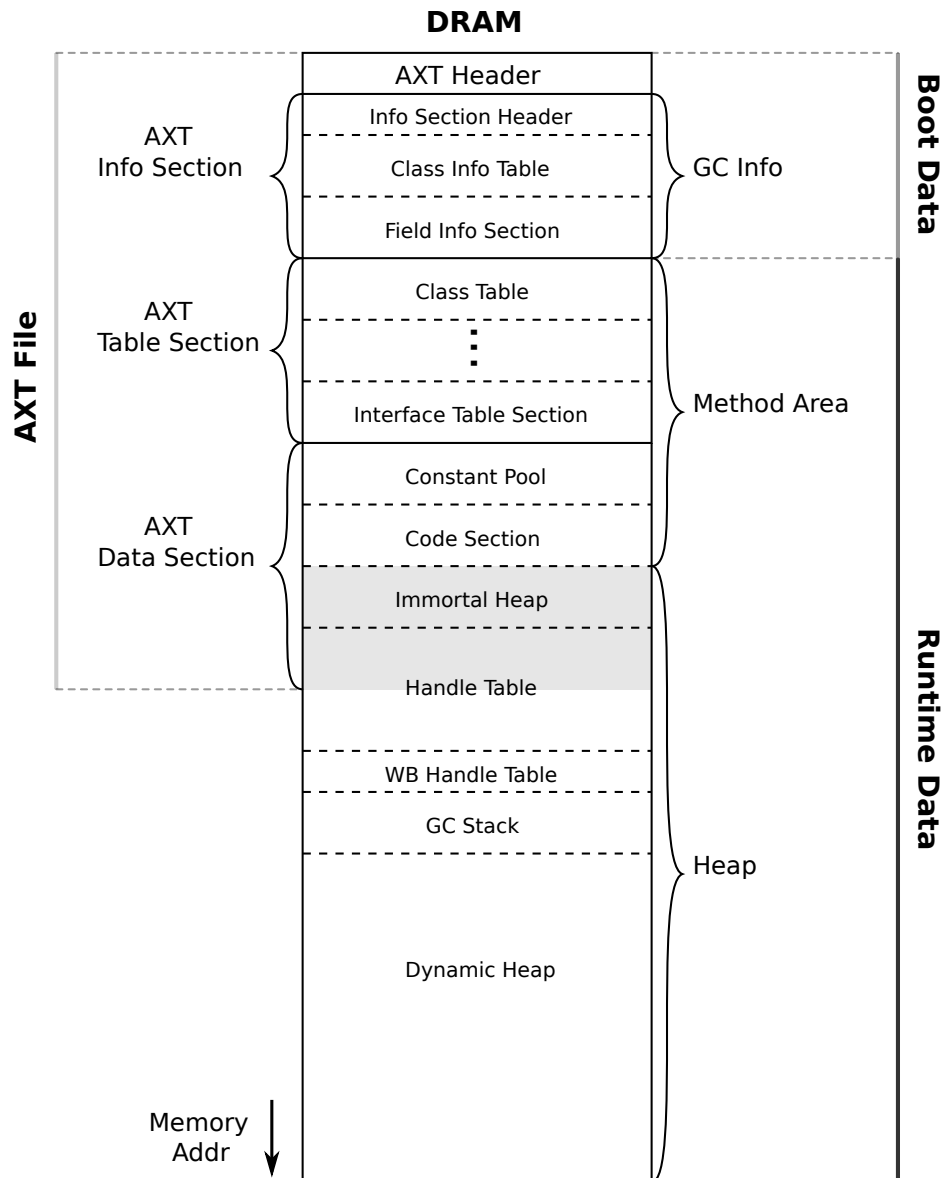 DRAM
AXT Header
Info Section Header
AXT
Info Section
Class Info Table
GC Info
Field Info Section
Boot Data
AXT File
Class Table
AXT
Table Section
Interface Table Section
Method Area
Constant Pool
AXT
Data Section
Code Section
Immortal Heap
Handle Table
WB Handle Table
GC Stack
Heap
Runtime Data
Dynamic Heap
Memory
Addr